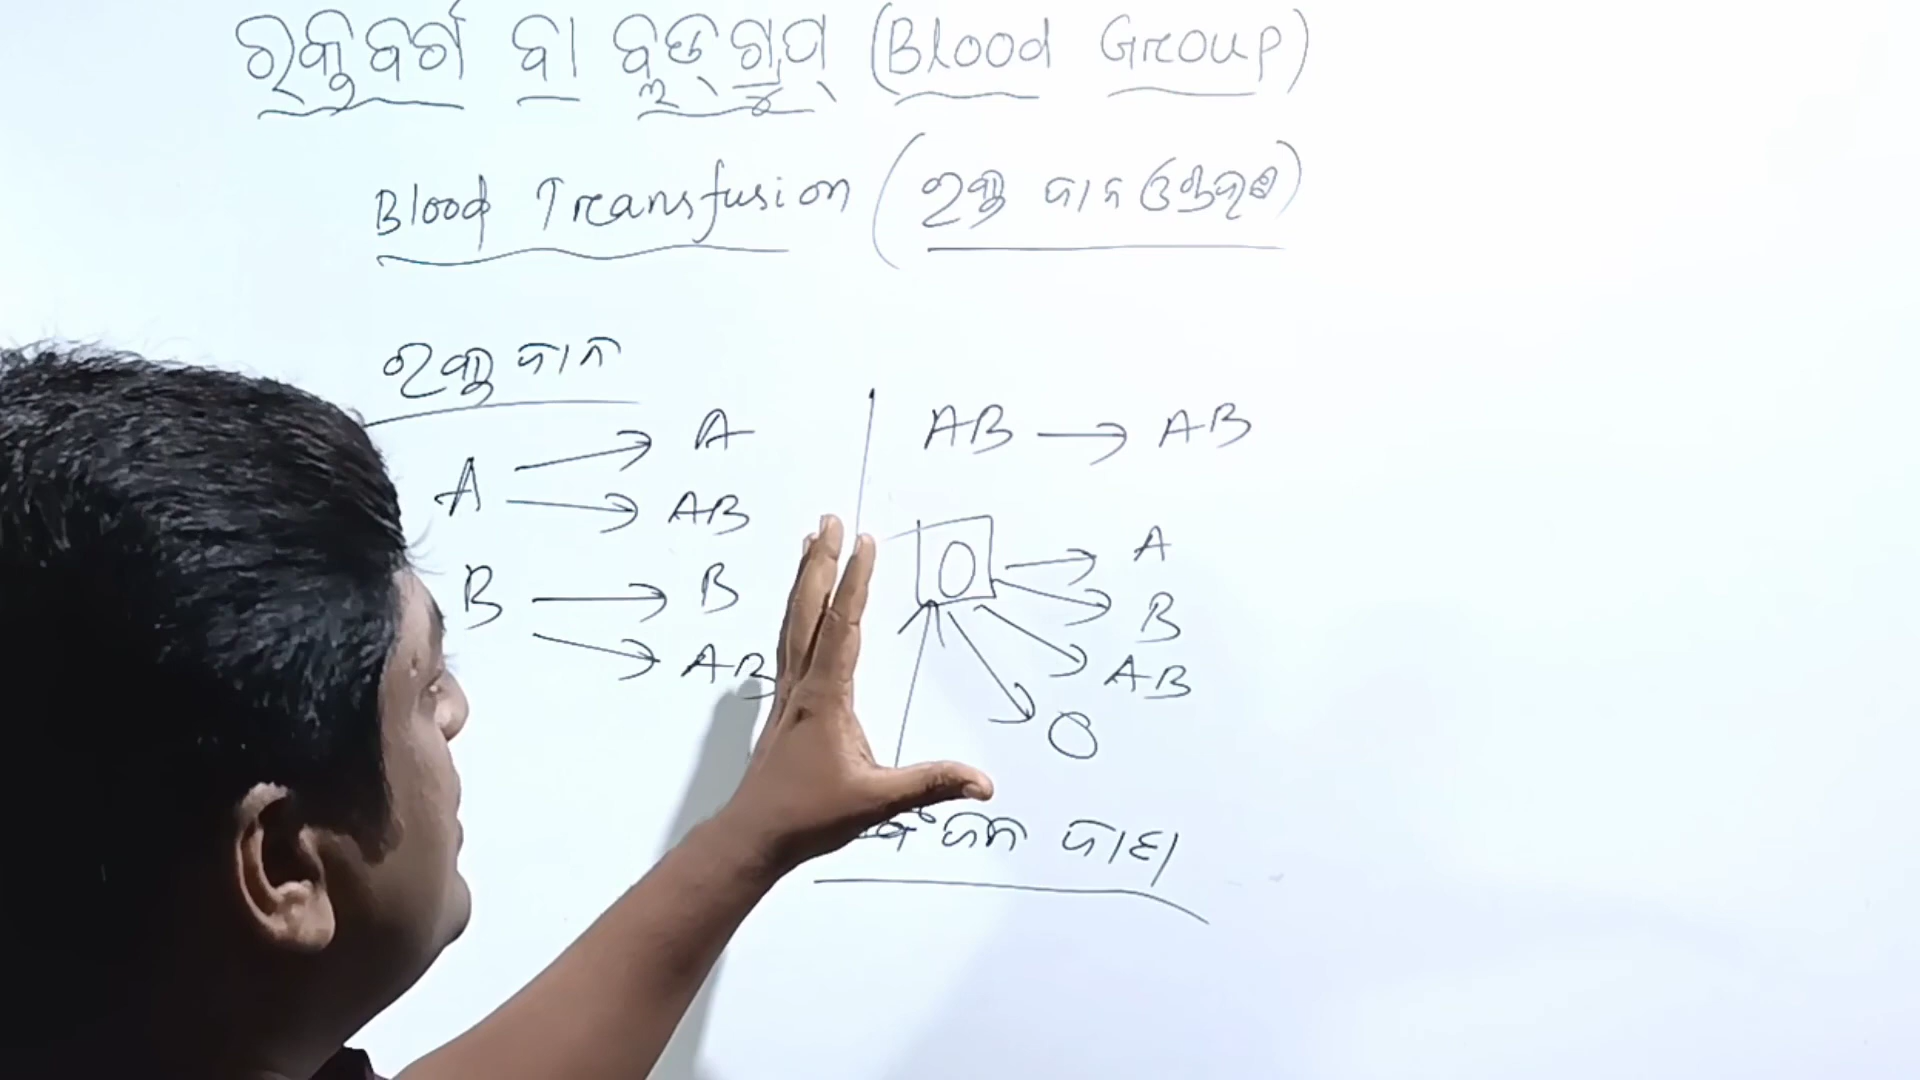 ରକ୍ତବର୍ଗ ବା ବ୍ଲଡ୍ ଗ୍ରୁପ୍ (Blood Group)
Blood Transfusion (ରକ୍ତ ଦାନ ଓ ଗ୍ରହଣ)
ରକ୍ତ ଦାନ
A → A
→ AB
B → B
→ AB
AB → AB
O → A
→ B
→ AB
→ O
ଦାତା